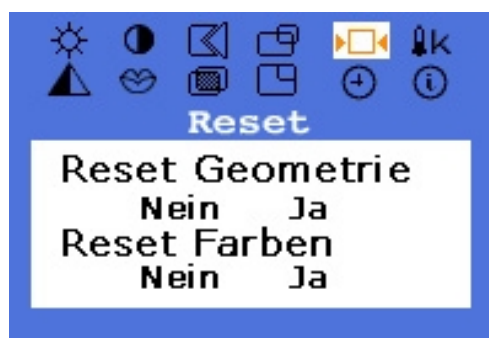 K
Reset
Reset Geometrie
Nein Ja
Reset Farben
Nein Ja